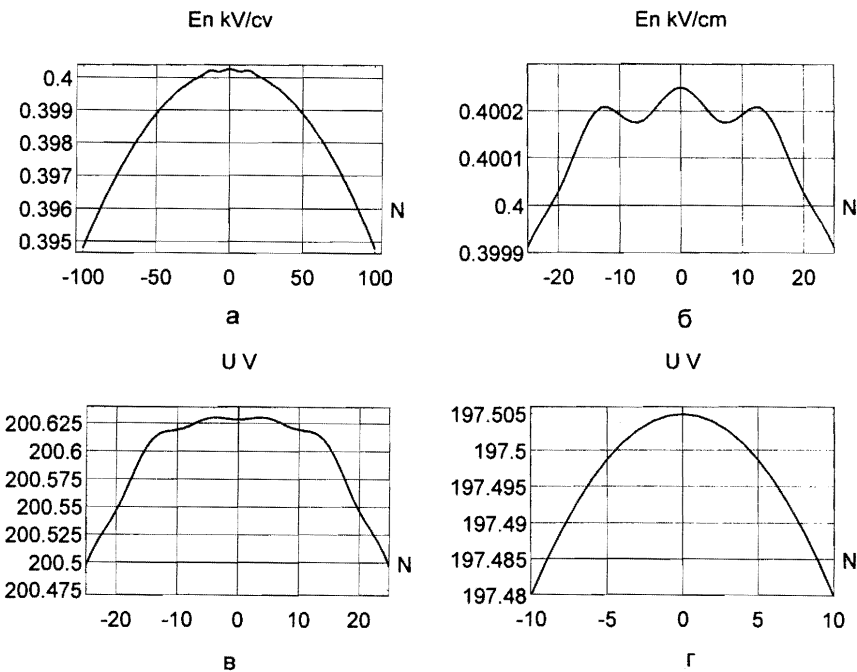 En kV/cv
0.4
0.399
0.398
0.397
0.396
0.395
N
-100 -50 0 50 100
а
En kV/cm
0.4002
0.4001
0.4
0.3999
N
-20 -10 0 10 20
б
U V
200.625
200.6
200.575
200.55
200.525
200.5
200.475
N
-20 -10 0 10 20
в
U V
197.505
197.5
197.495
197.49
197.485
197.48
N
-10 -5 0 5 10
г